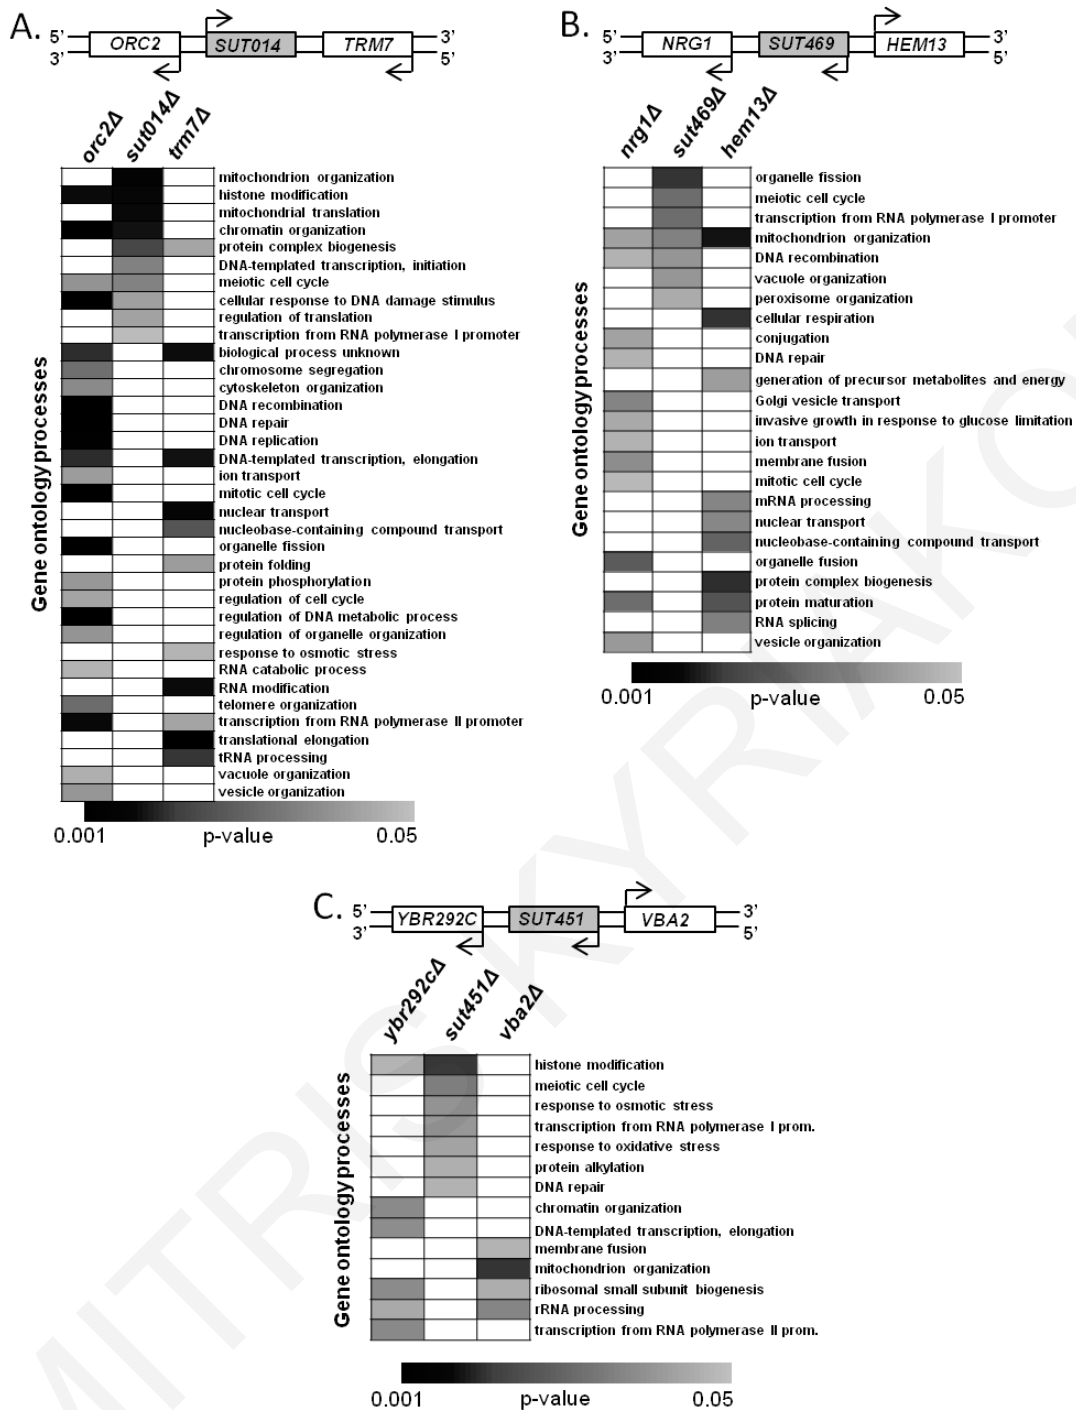 A.
5’ ORC2 SUT014 TRM7 3’
3’ 5’
orc2Δ sut014Δ trm7Δ
Gene ontology processes
mitochondrion organization
histone modification
mitochondrial translation
chromatin organization
protein complex biogenesis
DNA-templated transcription, initiation
meiotic cell cycle
cellular response to DNA damage stimulus
regulation of translation
transcription from RNA polymerase I promoter
biological process unknown
chromosome segregation
cytoskeleton organization
DNA recombination
DNA repair
DNA replication
DNA-templated transcription, elongation
ion transport
mitotic cell cycle
nuclear transport
nucleobase-containing compound transport
organelle fission
protein folding
protein phosphorylation
regulation of cell cycle
regulation of DNA metabolic process
regulation of organelle organization
response to osmotic stress
RNA catabolic process
RNA modification
telomere organization
transcription from RNA polymerase II promoter
translational elongation
tRNA processing
vacuole organization
vesicle organization
0.001 p-value 0.05
B.
5’ NRG1 SUT469 HEM13 3’
3’ 5’
nrg1Δ sut469Δ hem13Δ
Gene ontology processes
organelle fission
meiotic cell cycle
transcription from RNA polymerase I promoter
mitochondrion organization
DNA recombination
vacuole organization
peroxisome organization
cellular respiration
conjugation
DNA repair
generation of precursor metabolites and energy
Golgi vesicle transport
invasive growth in response to glucose limitation
ion transport
membrane fusion
mitotic cell cycle
mRNA processing
nuclear transport
nucleobase-containing compound transport
organelle fusion
protein complex biogenesis
protein maturation
RNA splicing
vesicle organization
0.001 p-value 0.05
C.
5’ YBR292C SUT451 VBA2 3’
3’ 5’
ybr292cΔ sut451Δ vba2Δ
Gene ontology processes
histone modification
meiotic cell cycle
response to osmotic stress
transcription from RNA polymerase I prom.
response to oxidative stress
protein alkylation
DNA repair
chromatin organization
DNA-templated transcription, elongation
membrane fusion
mitochondrion organization
ribosomal small subunit biogenesis
rRNA processing
transcription from RNA polymerase II prom.
0.001 p-value 0.05
MITRIS KYRIAKO